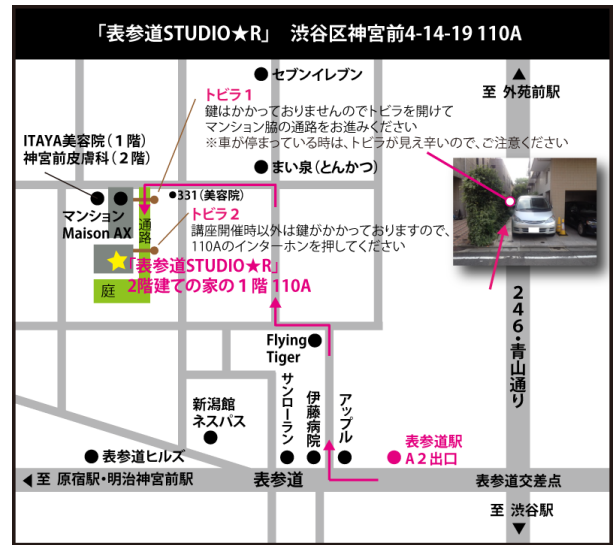 「表参道STUDIO★R」 渋谷区神宮前4-14-19 110A
セブンイレブン
至 外苑前駅
トビラ1
鍵はかかっておりませんのでトビラを開けて
マンション脇の通路をお進みください
※車が停まっている時は、トビラが見え辛いので、ご注意ください
ITAYA美容院(1階)
神宮前皮膚科(2階)
まい泉(とんかつ)
331(美容院)
マンション
Maison AX
通路
トビラ2
講座開催時以外は鍵がかかっておりますので、
110Aのインターホンを押してください
「表参道STUDIO★R」
2階建ての家の1階 110A
庭
246・青山通り
Flying
Tiger
サンローラン
伊藤病院
アップル
新潟館
ネスパス
表参道駅
A2出口
表参道ヒルズ
至 原宿駅・明治神宮前駅
表参道
表参道交差点
至 渋谷駅